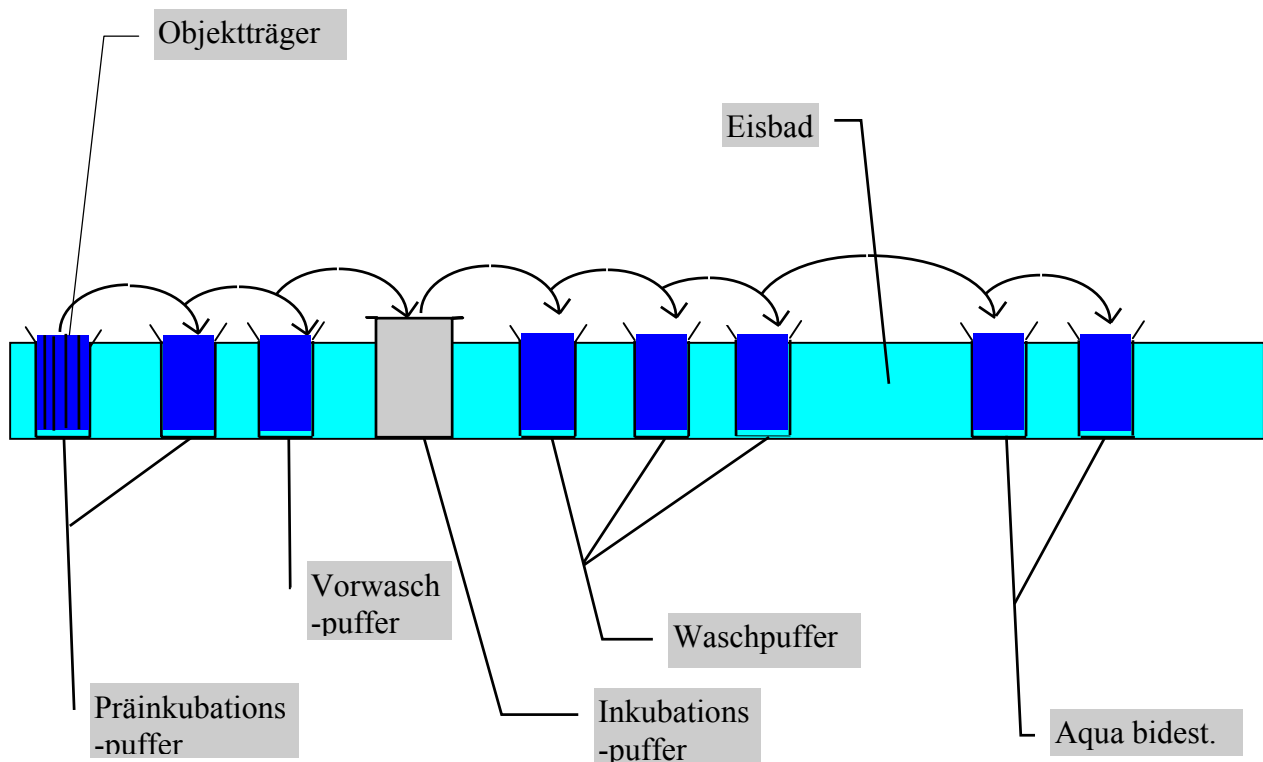 Objektträger
Eisbad
Vorwasch
-puffer
Waschpuffer
Präinkubations
-puffer
Inkubations
-puffer
Aqua bidest.